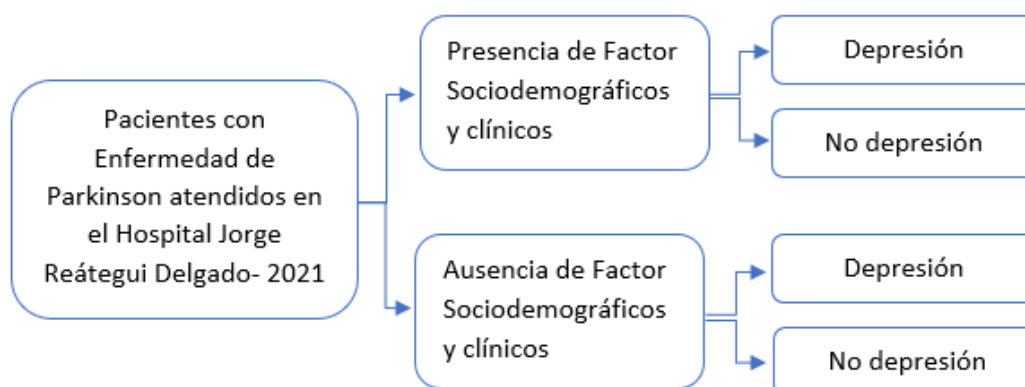 Pacientes con
Enfermedad de
Parkinson atendidos en
el Hospital Jorge
Reátegui Delgado- 2021
Presencia de Factor
Sociodemográficos
y clínicos
Depresión
No depresión
Ausencia de Factor
Sociodemográficos
y clínicos
Depresión
No depresión